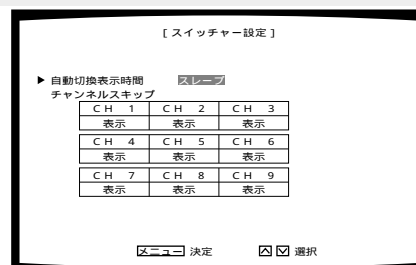 [スイッチャー設定]
▶ 自動切換表示時間 スレーブ
チャンネルスキップ
CH 1 CH 2 CH 3
表示 表示 表示
CH 4 CH 5 CH 6
表示 表示 表示
CH 7 CH 8 CH 9
表示 表示 表示
メニュー 決定 ∧ ∨ 選択